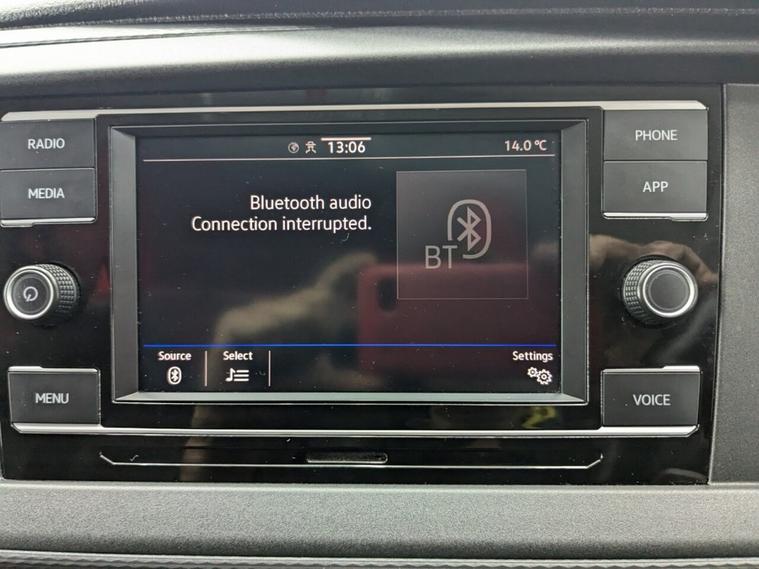 RADIO
MEDIA
MENU
13:06
14.0 °C
Bluetooth audio
Connection interrupted.
BT
Source
Select
Settings
PHONE
APP
VOICE